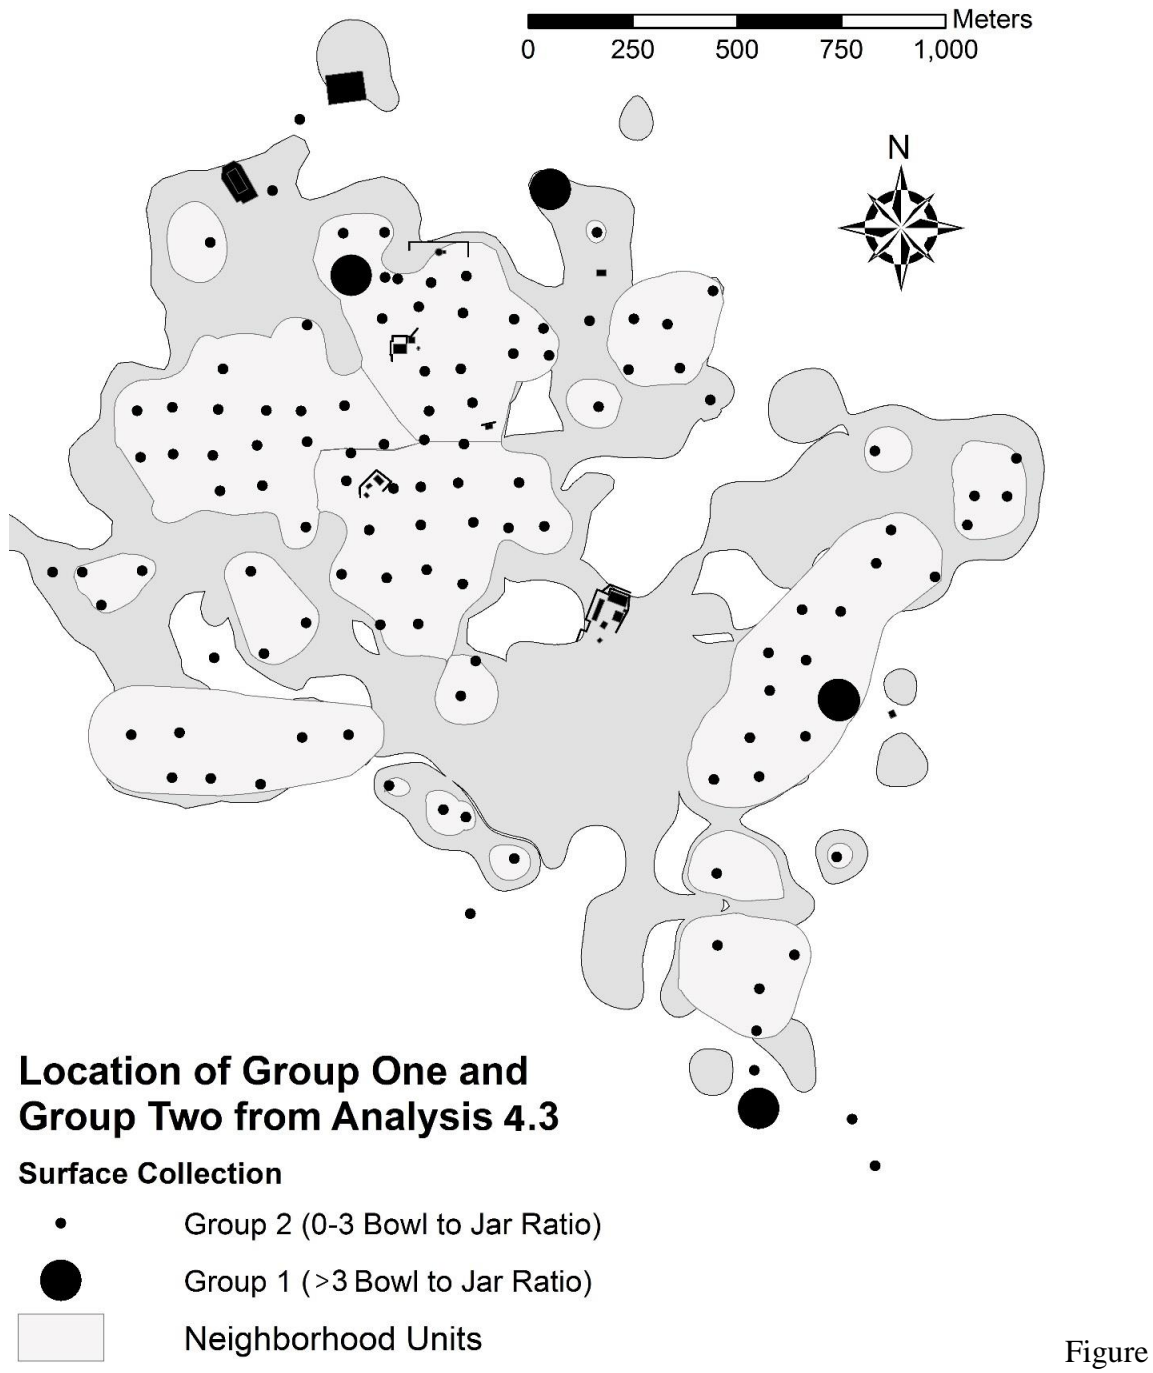 Meters
0 250 500 750 1,000
N
Location of Group One and
Group Two from Analysis 4.3
Surface Collection
Group 2 (0-3 Bowl to Jar Ratio)
Group 1 (>3 Bowl to Jar Ratio)
Neighborhood Units
Figure